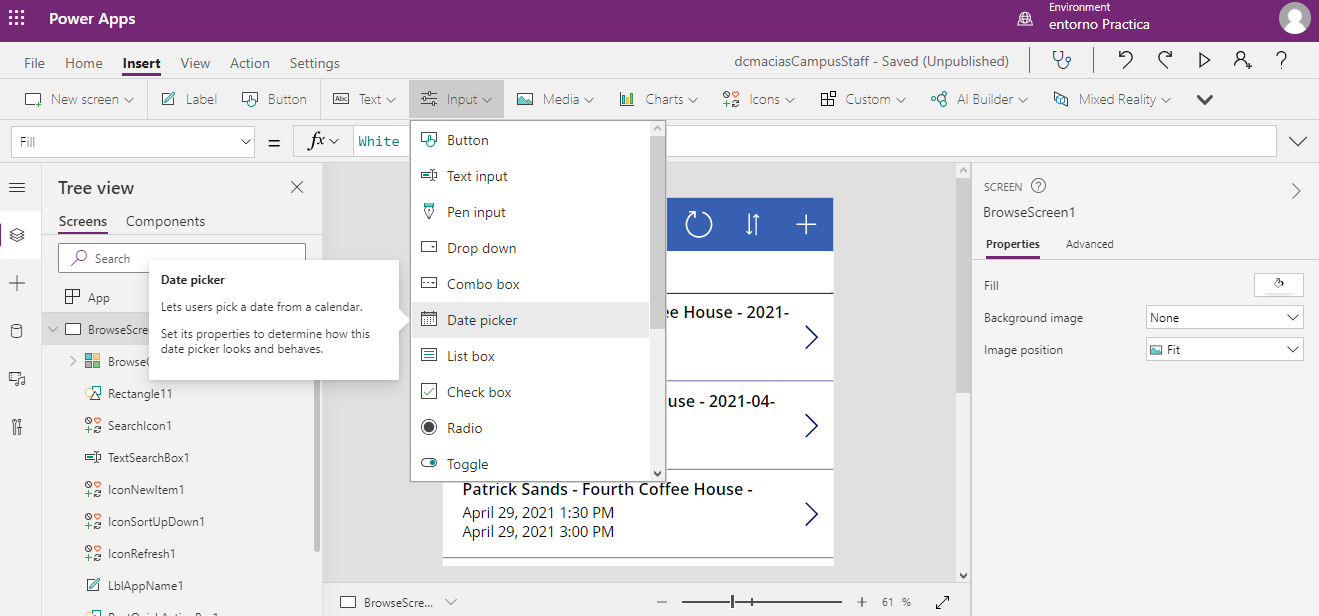 Power Apps
Environment
entorno Practica
File Home Insert View Action Settings
dcmaciasCampusStaff - Saved (Unpublished)
New screen Label Button Text Input Media Charts Icons Custom AI Builder Mixed Reality
Fill = fx White
Tree view
Screens Components
Search
App
BrowseScre
Date picker
Lets users pick a date from a calendar.
Set its properties to determine how this
date picker looks and behaves.
Rectangle11
SearchIcon1
TextSearchBox1
IconNewItem1
IconSortUpDown1
IconRefresh1
LblAppName1
Button
Text input
Pen input
Drop down
Combo box
Date picker
List box
Check box
Radio
Toggle
e House - 2021-
use - 2021-04-
Patrick Sands - Fourth Coffee House -
April 29, 2021 1:30 PM
April 29, 2021 3:00 PM
BrowseScre... 61 %
SCREEN
BrowseScreen1
Properties Advanced
Fill
Background image None
Image position Fit